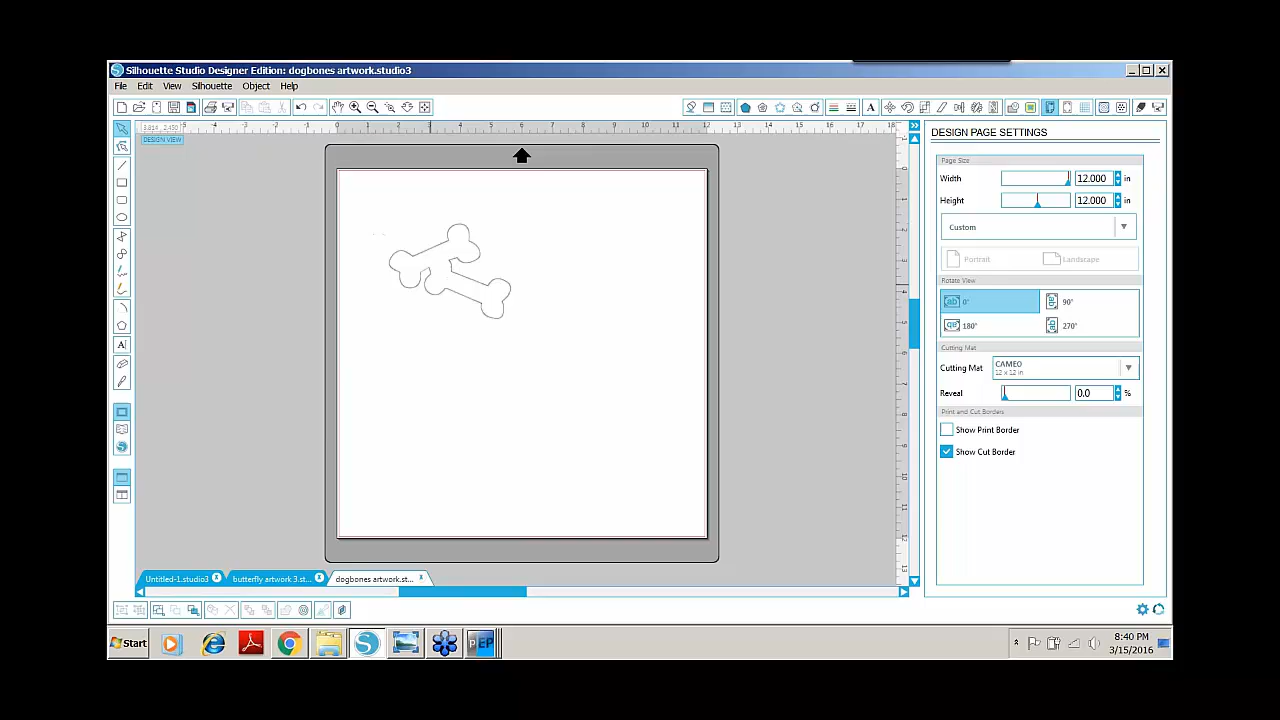 Silhouette Studio Designer Edition: dogbones artwork.studio3
File Edit View Silhouette Object Help
DESIGN VIEW
DESIGN PAGE SETTINGS
Page Size
Width 12.000 in
Height 12.000 in
Custom
Portrait Landscape
Rotate View
0° 90°
180° 270°
Cutting Mat
Cutting Mat CAMEO
12 x 12 in
Reveal 0.0 %
Print and Cut Borders
Show Print Border
Show Cut Border
Untitled-1.studio3 butterfly artwork 3.st... dogbones artwork.st...
Start
8:40 PM
3/15/2016